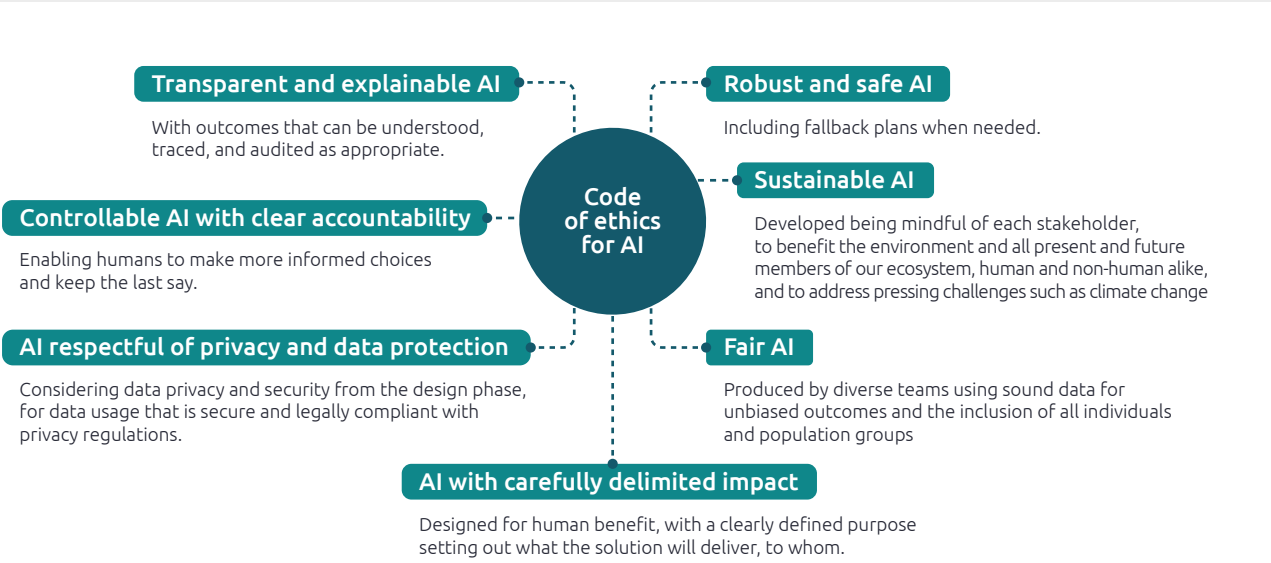 Transparent and explainable AI
With outcomes that can be understood,
traced, and audited as appropriate.
Controllable AI with clear accountability
Enabling humans to make more informed choices
and keep the last say.
AI respectful of privacy and data protection
Considering data privacy and security from the design phase,
for data usage that is secure and legally compliant with
privacy regulations.
Code
of ethics
for AI
Robust and safe AI
Including fallback plans when needed.
Sustainable AI
Developed being mindful of each stakeholder,
to benefit the environment and all present and future
members of our ecosystem, human and non-human alike,
and to address pressing challenges such as climate change
Fair AI
Produced by diverse teams using sound data for
unbiased outcomes and the inclusion of all individuals
and population groups
AI with carefully delimited impact
Designed for human benefit, with a clearly defined purpose
setting out what the solution will deliver, to whom.